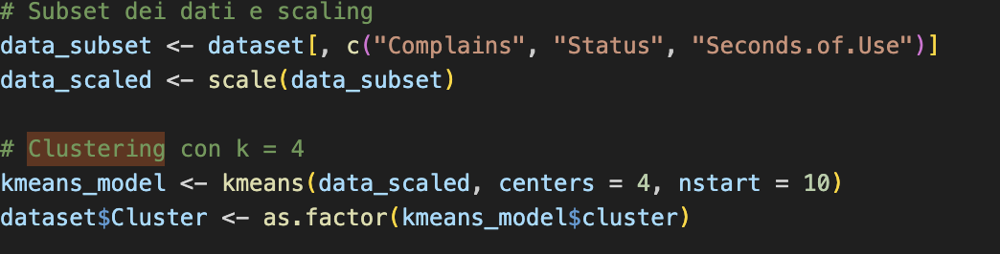 # Subset dei dati e scaling
data_subset <- dataset[, c("Complains", "Status", "Seconds.of.Use")]
data_scaled <- scale(data_subset)
# Clustering con k = 4
kmeans_model <- kmeans(data_scaled, centers = 4, nstart = 10)
dataset$Cluster <- as.factor(kmeans_model$cluster)